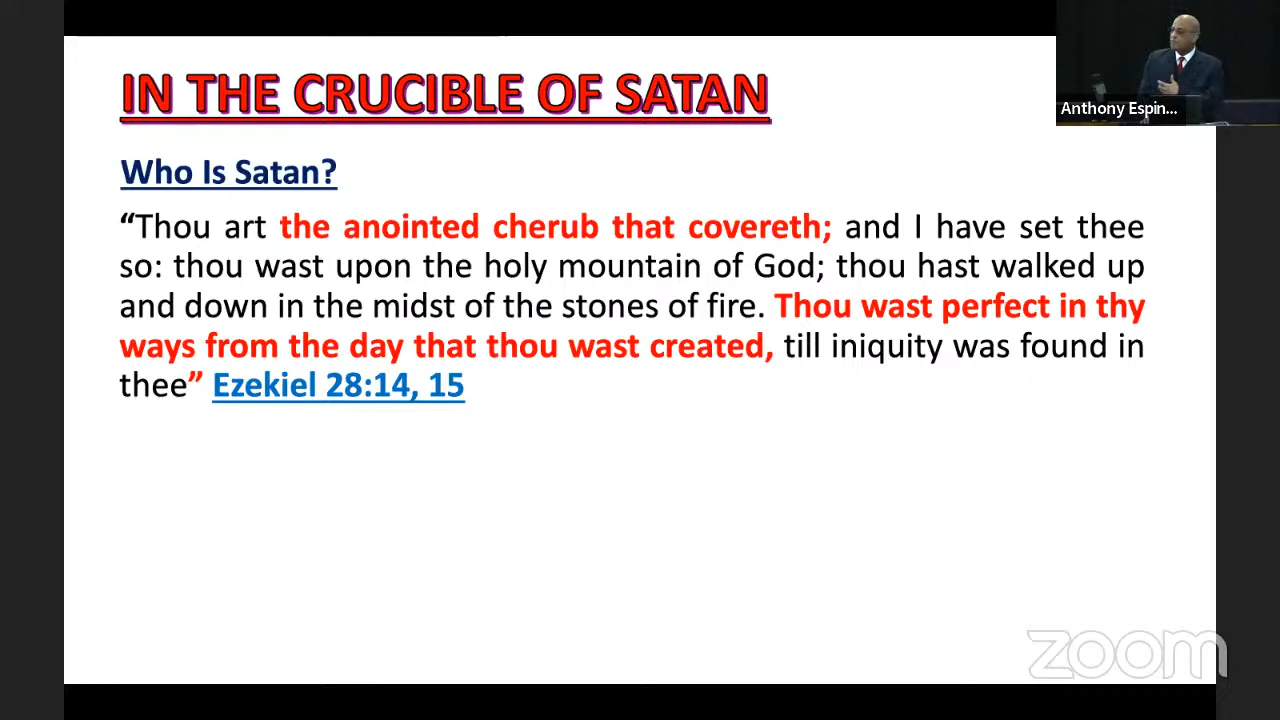 IN THE CRUCIBLE OF SATAN
Anthony Espin...
Who Is Satan?
“Thou art the anointed cherub that covereth; and I have set thee
so: thou wast upon the holy mountain of God; thou hast walked up
and down in the midst of the stones of fire. Thou wast perfect in thy
ways from the day that thou wast created, till iniquity was found in
thee” Ezekiel 28:14, 15
zoom